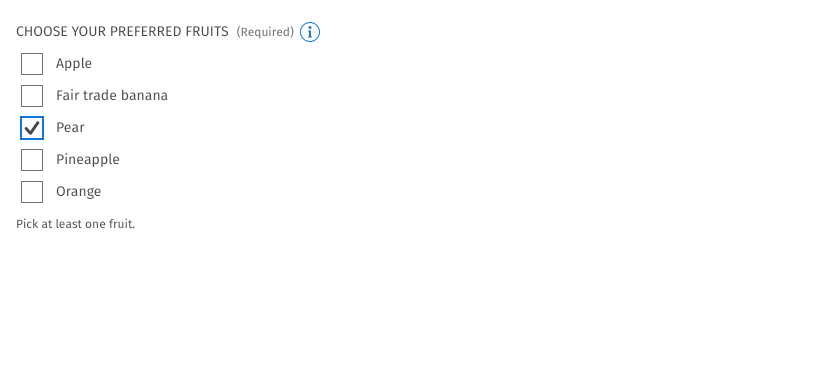 CHOOSE YOUR PREFERRED FRUITS (Required) i
Apple
Fair trade banana
Pear
Pineapple
Orange
Pick at least one fruit.